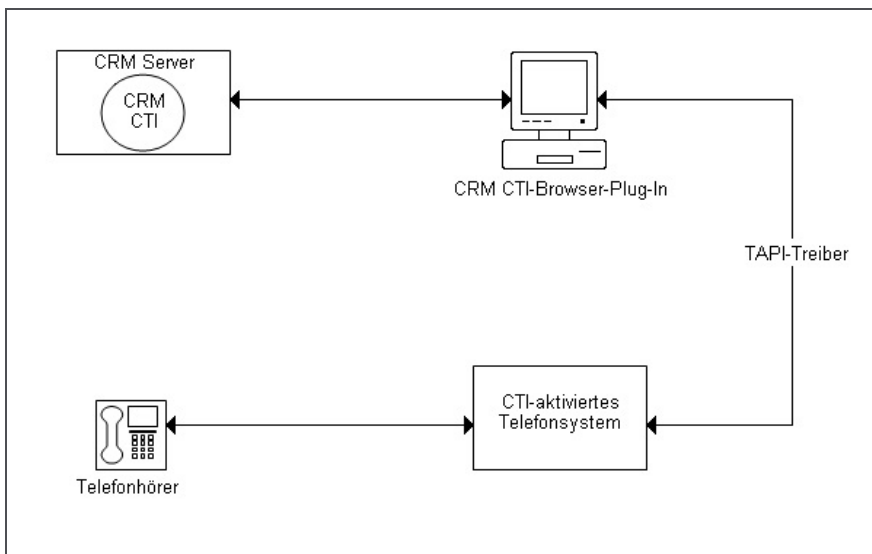 CRM Server
CRM
CTI
CRM CTI-Browser-Plug-In
TAPI-Treiber
CTI-aktiviertes
Telefonsystem
Telefonhörer